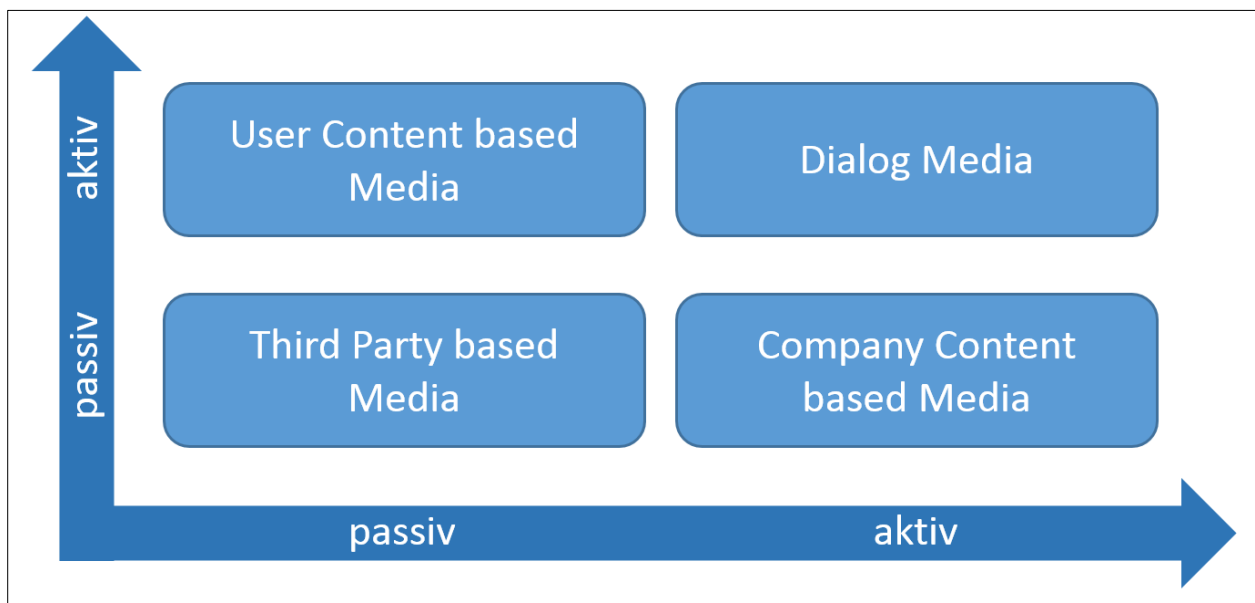 aktiv
User Content based
Media
Dialog Media
passiv
Third Party based
Media
Company Content
based Media
passiv
aktiv